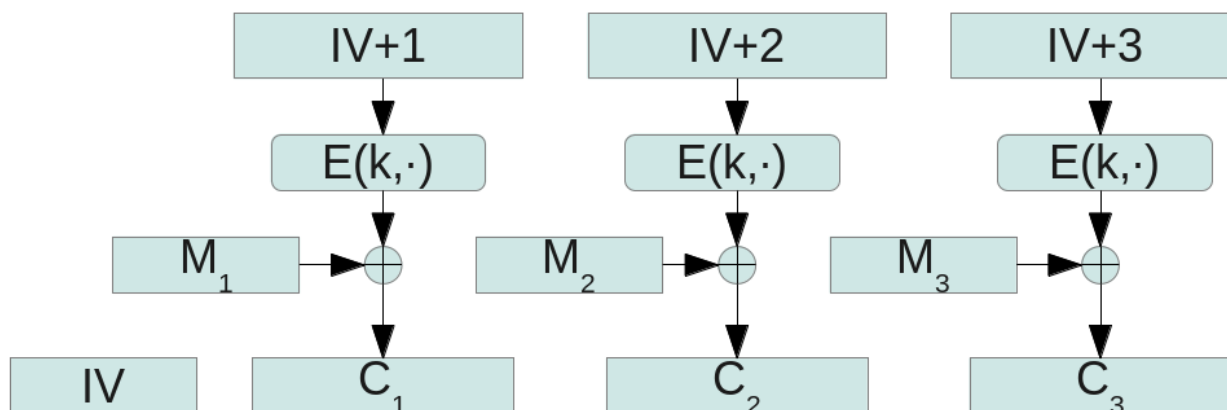 IV+1 IV+2 IV+3
E(k,·) E(k,·) E(k,·)
M₁ M₂ M₃
IV C₁ C₂ C₃